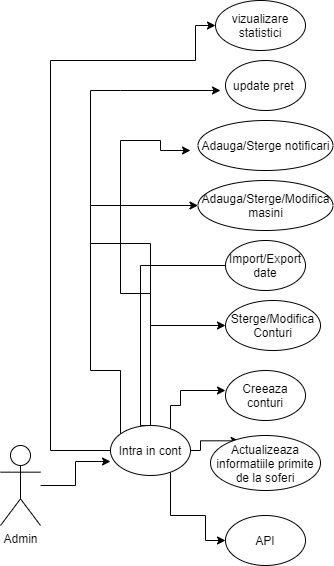 vizualizare
statistici
update pret
Adauga/Sterge notificari
Adauga/Sterge/Modifica
masini
Import/Export
date
Sterge/Modifica
Conturi
Creeaza
conturi
Intra in cont
Actualizeaza
informatiile primite
de la soferi
Admin
API